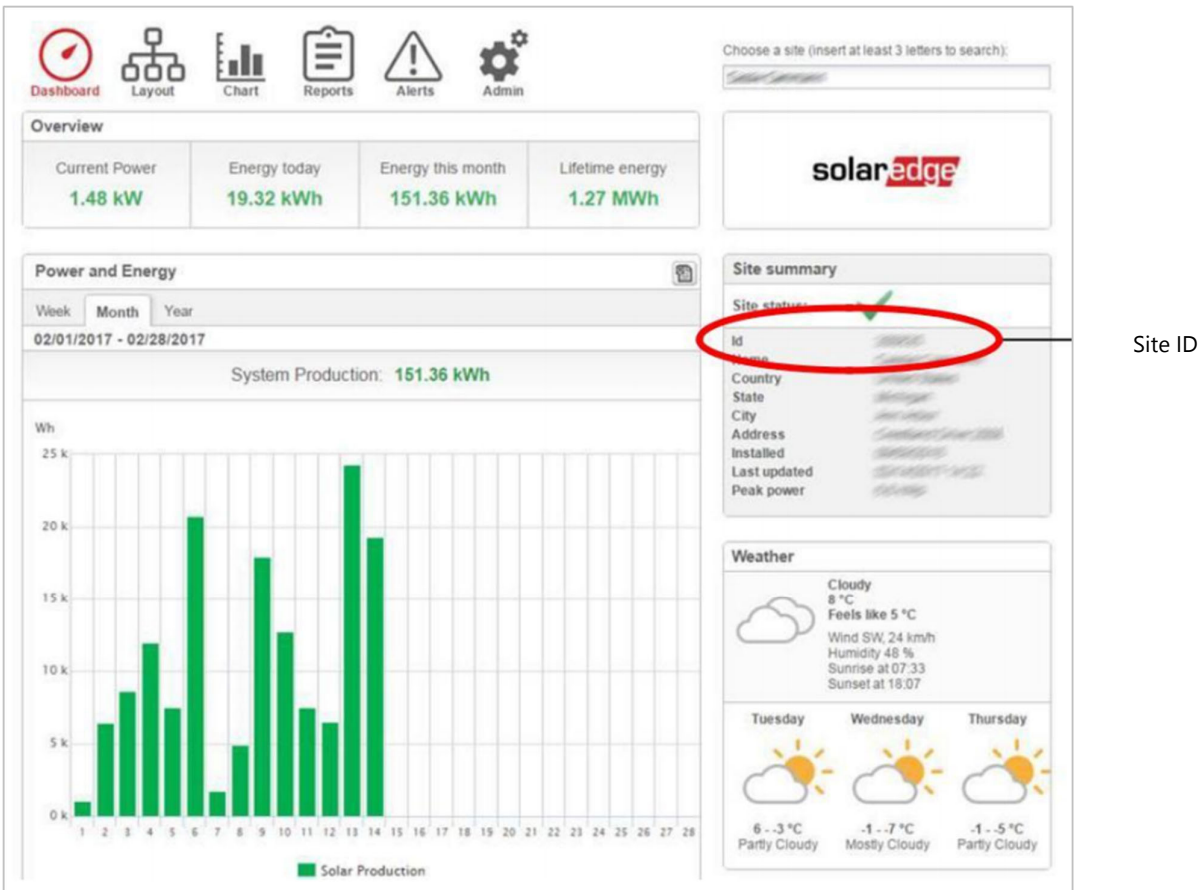 Dashboard Layout Chart Reports Alerts Admin
Choose a site (insert at least 3 letters to search):
Overview
Current Power Energy today Energy this month Lifetime energy
1.48 kW 19.32 kWh 151.36 kWh 1.27 MWh
solaredge
Power and Energy
Week Month Year
02/01/2017 - 02/28/2017
System Production: 151.36 kWh
Wh
25 k
20 k
15 k
10 k
5 k
0 k
1 2 3 4 5 6 7 8 9 10 11 12 13 14 15 16 17 18 19 20 21 22 23 24 25 26 27 28
Solar Production
Site summary
Site status:
Id
Name
Country
State
City
Address
Installed
Last updated
Peak power
Site ID
Weather
Cloudy
8 °C
Feels like 5 °C
Wind SW, 24 km/h
Humidity 48 %
Sunrise at 07:33
Sunset at 18:07
Tuesday Wednesday Thursday
6 - -3 °C -1 - -7 °C -1 - -5 °C
Partly Cloudy Mostly Cloudy Partly Cloudy